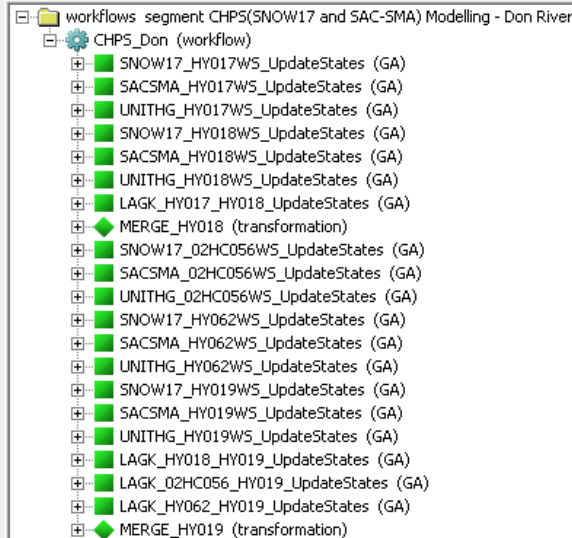 workflows segment CHPS(SNOW17 and SAC-SMA) Modelling - Don River
CHPS_Don (workflow)
SNOW17_HY017WS_UpdateStates (GA)
SACSMA_HY017WS_UpdateStates (GA)
UNITHG_HY017WS_UpdateStates (GA)
SNOW17_HY018WS_UpdateStates (GA)
SACSMA_HY018WS_UpdateStates (GA)
UNITHG_HY018WS_UpdateStates (GA)
LAGK_HY017_HY018_UpdateStates (GA)
MERGE_HY018 (transformation)
SNOW17_02HC056WS_UpdateStates (GA)
SACSMA_02HC056WS_UpdateStates (GA)
UNITHG_02HC056WS_UpdateStates (GA)
SNOW17_HY062WS_UpdateStates (GA)
SACSMA_HY062WS_UpdateStates (GA)
UNITHG_HY062WS_UpdateStates (GA)
SNOW17_HY019WS_UpdateStates (GA)
SACSMA_HY019WS_UpdateStates (GA)
UNITHG_HY019WS_UpdateStates (GA)
LAGK_HY018_HY019_UpdateStates (GA)
LAGK_02HC056_HY019_UpdateStates (GA)
LAGK_HY062_HY019_UpdateStates (GA)
MERGE_HY019 (transformation)